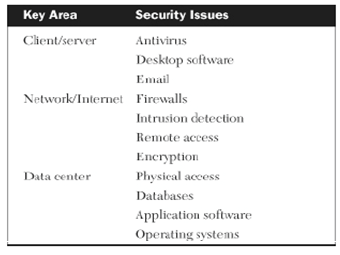 Key Area Security Issues
Client/server Antivirus
Desktop software
Email
Network/Internet Firewalls
Intrusion detection
Remote access
Encryption
Data center Physical access
Databases
Application software
Operating systems